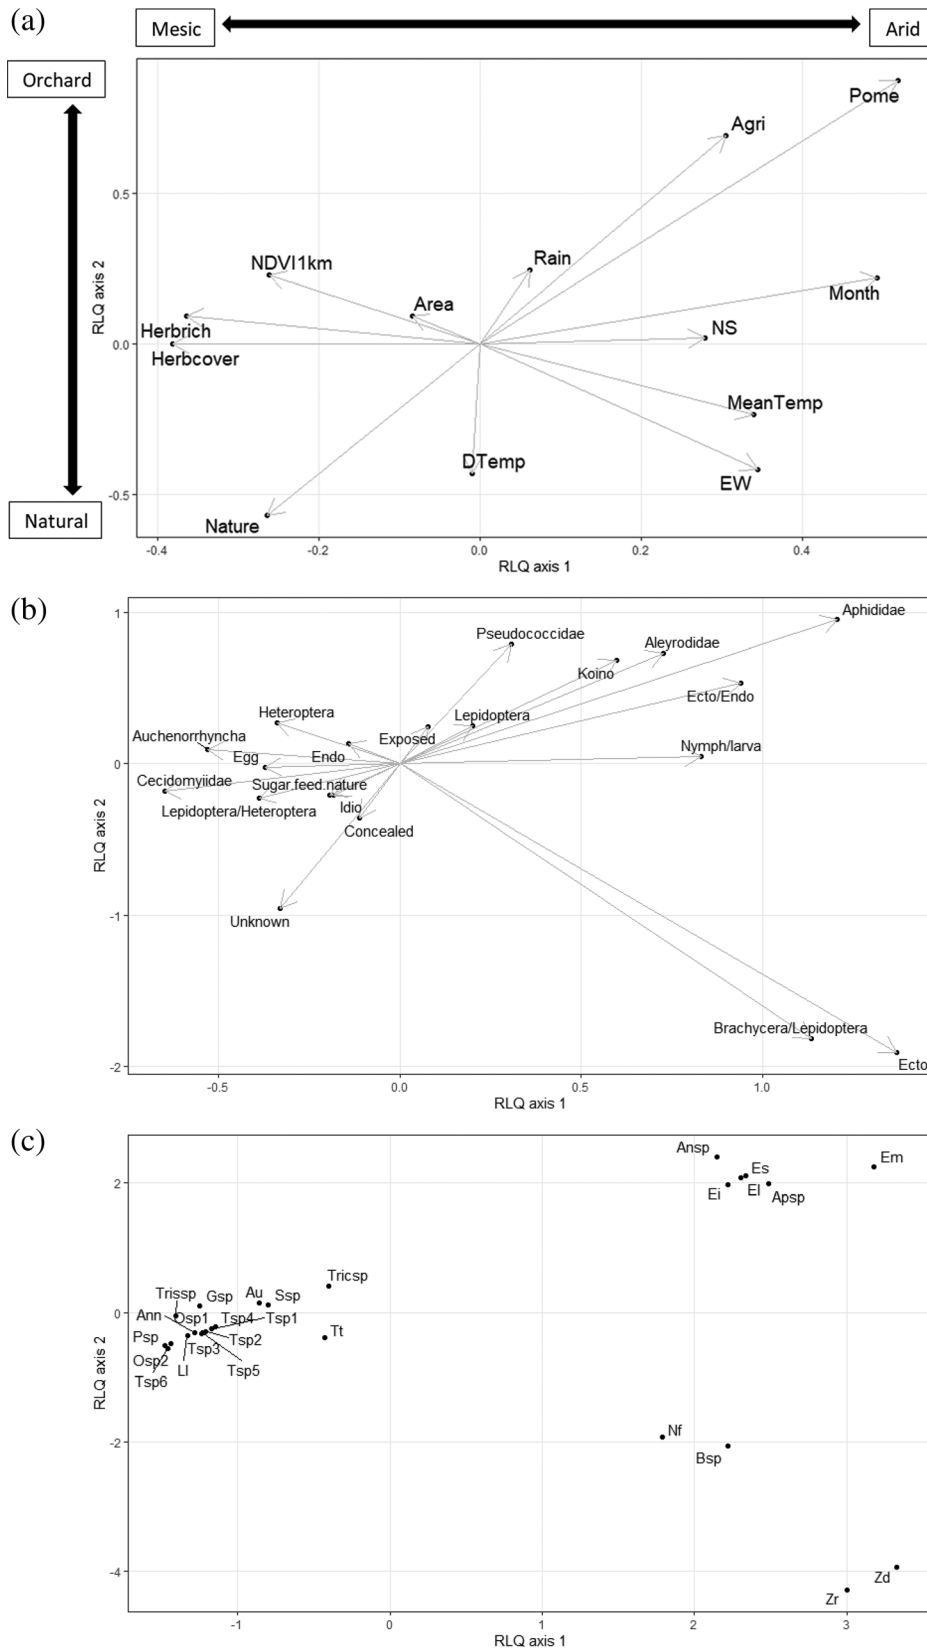 (a)
Mesic
Arid
Orchard
Natural
Pome
Agri
Rain
NDVI1km
Area
Month
Herbrich
NS
Herbcover
MeanTemp
DTemp
EW
Nature
0.5
0.0
-0.5
RLQ axis 2
-0.4
-0.2
0.0
0.2
0.4
RLQ axis 1
(b)
Aphididae
Pseudococcidae
Aleyrodidae
Koino
Ecto/Endo
Heteroptera
Lepidoptera
Auchenorrhyncha
Exposed
Egg
Endo
Nymph/larva
Cecidomyiidae
Sugar.feed.nature
Lepidoptera/Heteroptera
Idio
Concealed
Unknown
Brachycera/Lepidoptera
Ecto
1
0
-1
-2
RLQ axis 2
-0.5
0.0
0.5
1.0
RLQ axis 1
(c)
Ansp
Es
Em
Ei
El
Apsp
Tricsp
Trissp
Gsp
Au
Ssp
Ann
Osp1
Tsp4
Tsp1
Psp
Tsp3
Tsp2
Tt
Osp2
Ll
Tsp5
Tsp6
Nf
Bsp
Zd
Zr
2
0
-2
-4
RLQ axis 2
-1
0
1
2
3
RLQ axis 1